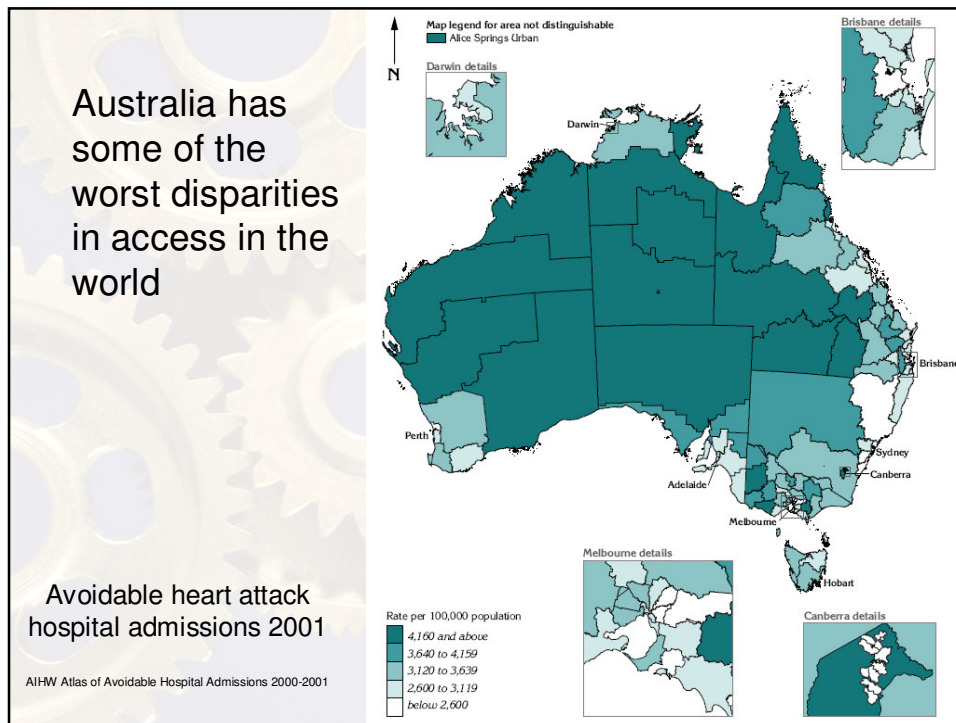 Australia has
some of the
worst disparities
in access in the
world
Avoidable heart attack
hospital admissions 2001
AIHW Atlas of Avoidable Hospital Admissions 2000-2001
Map legend for area not distinguishable
Alice Springs Urban
N
Darwin details
Brisbane details
Darwin
Brisbane
Perth
Sydney
Canberra
Adelaide
Melbourne
Hobart
Melbourne details
Canberra details
Rate per 100,000 population
4,160 and above
3,640 to 4,159
3,120 to 3,639
2,600 to 3,119
below 2,600